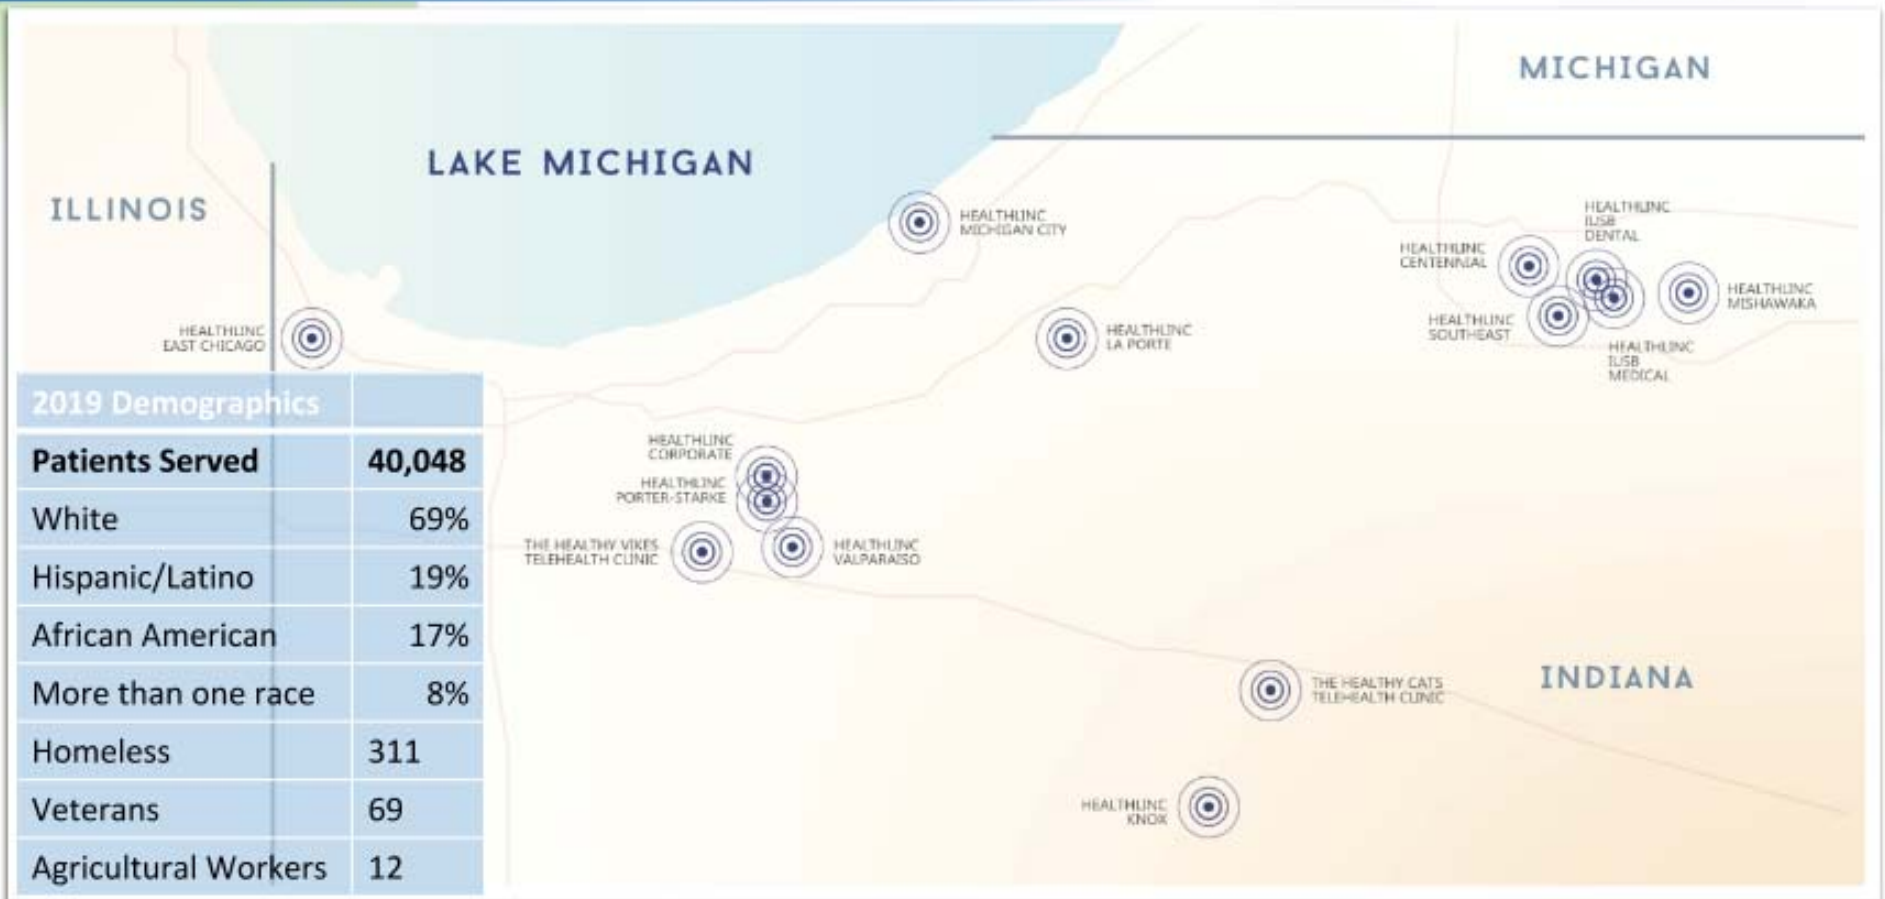 MICHIGAN
LAKE MICHIGAN
ILLINOIS
HEALTHLINC
MICHIGAN CITY
HEALTHLINC
IUSB
DENTAL
HEALTHLINC
CENTENNIAL
HEALTHLINC
MISHAWAKA
HEALTHLINC
SOUTHEAST
HEALTHLINC
IUSB
MEDICAL
HEALTHLINC
EAST CHICAGO
HEALTHLINC
LA PORTE
HEALTHLINC
CORPORATE
HEALTHLINC
PORTER-STARKE
THE HEALTHY VIKES
TELEHEALTH CLINIC
HEALTHLINC
VALPARAISO
THE HEALTHY CATS
TELEHEALTH CLINIC
INDIANA
HEALTHLINC
KNOX
2019 Demographics
Patients Served 40,048
White 69%
Hispanic/Latino 19%
African American 17%
More than one race 8%
Homeless 311
Veterans 69
Agricultural Workers 12